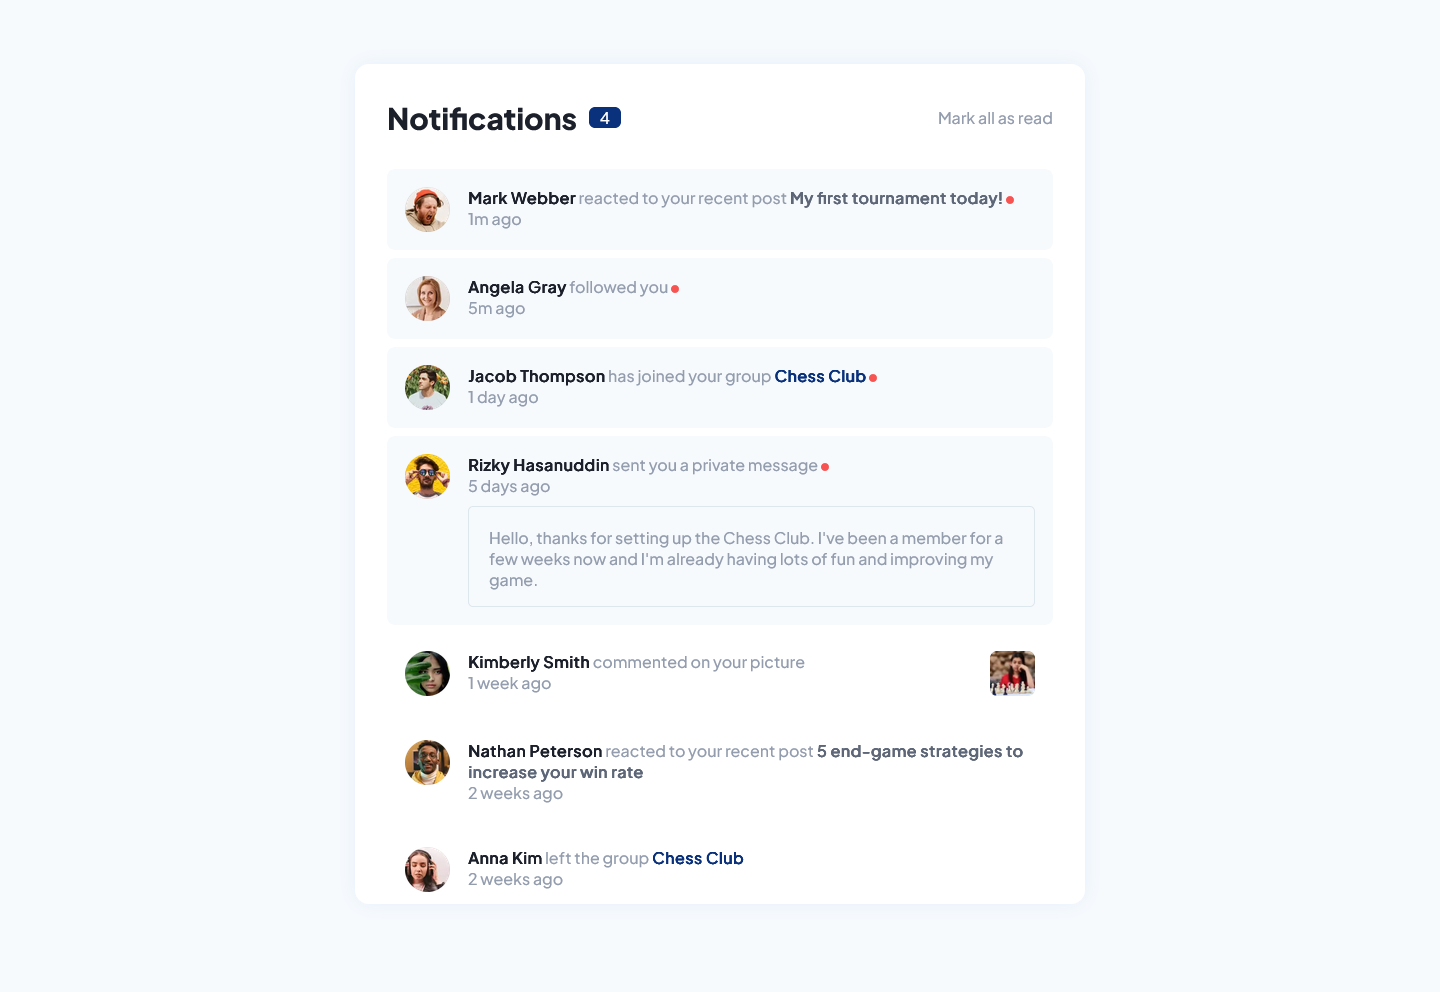 Notifications 4 Mark all as read
Mark Webber reacted to your recent post My first tournament today!
1m ago
Angela Gray followed you
5m ago
Jacob Thompson has joined your group Chess Club
1 day ago
Rizky Hasanuddin sent you a private message
5 days ago
Hello, thanks for setting up the Chess Club. I've been a member for a
few weeks now and I'm already having lots of fun and improving my
game.
Kimberly Smith commented on your picture
1 week ago
Nathan Peterson reacted to your recent post 5 end-game strategies to
increase your win rate
2 weeks ago
Anna Kim left the group Chess Club
2 weeks ago